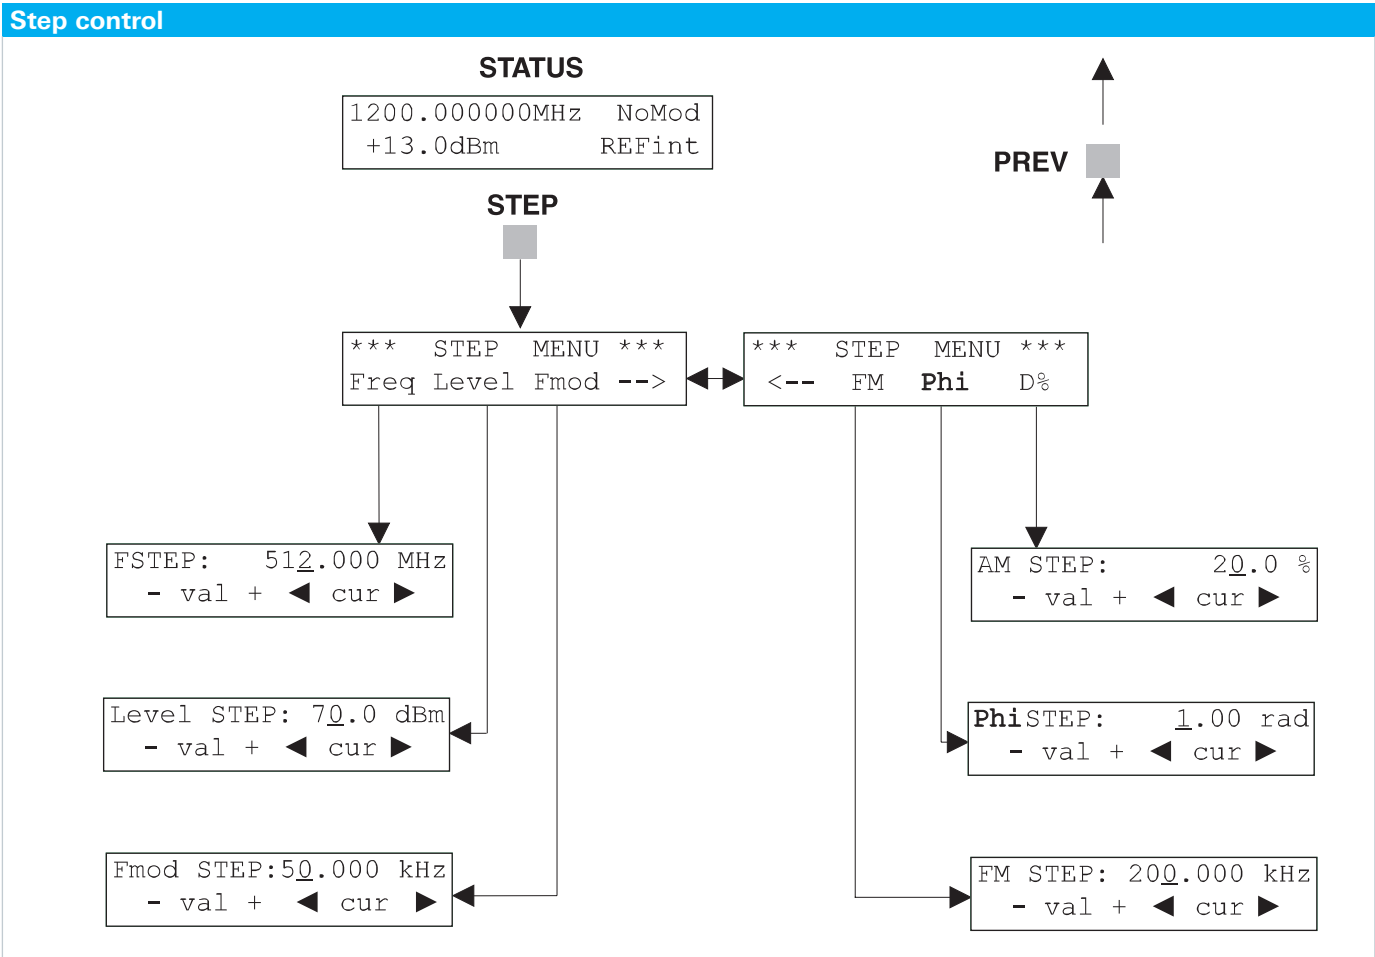 Step control
STATUS
1200.000000MHz NoMod
+13.0dBm REFint
PREV
STEP
*** STEP MENU ***
Freq Level Fmod -->
*** STEP MENU ***
<-- FM Phi D%
FSTEP: 512.000 MHz
- val + ◀ cur ▶
AM STEP: 20.0 %
- val + ◀ cur ▶
Level STEP: 70.0 dBm
- val + ◀ cur ▶
PhiSTEP: 1.00 rad
- val + ◀ cur ▶
Fmod STEP:50.000 kHz
- val + ◀ cur ▶
FM STEP: 200.000 kHz
- val + ◀ cur ▶